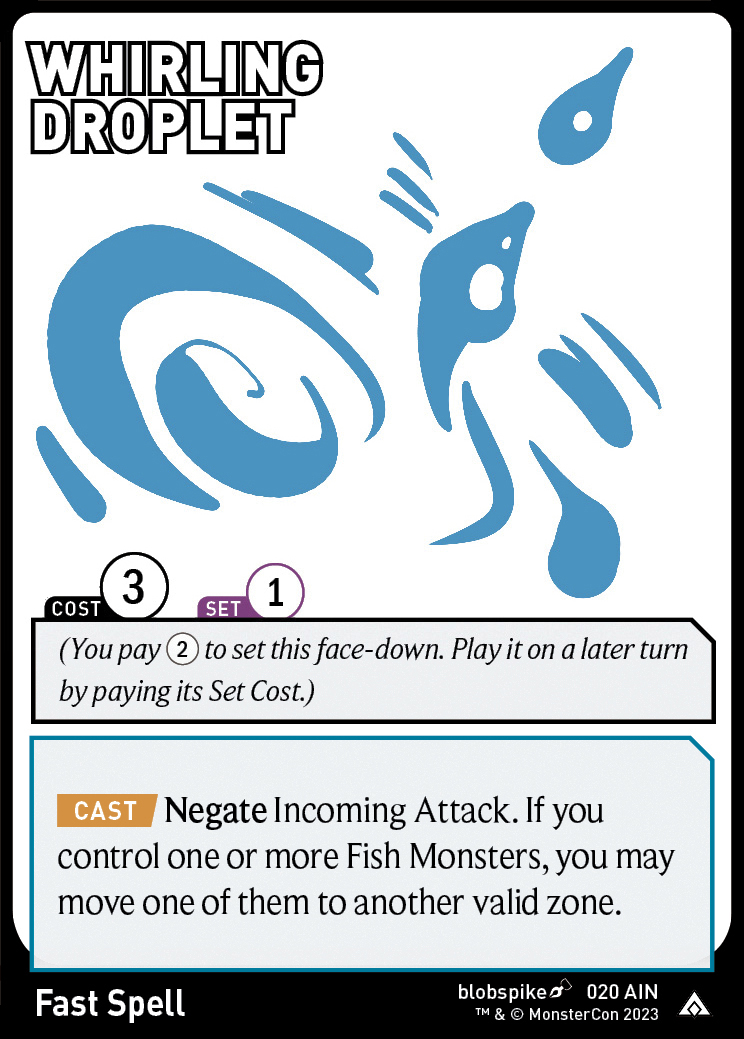 WHIRLING
DROPLET
COST 3 SET 1
(You pay 2 to set this face-down. Play it on a later turn
by paying its Set Cost.)
CAST Negate Incoming Attack. If you
control one or more Fish Monsters, you may
move one of them to another valid zone.
Fast Spell
blobspike 020 AIN
™ & © MonsterCon 2023